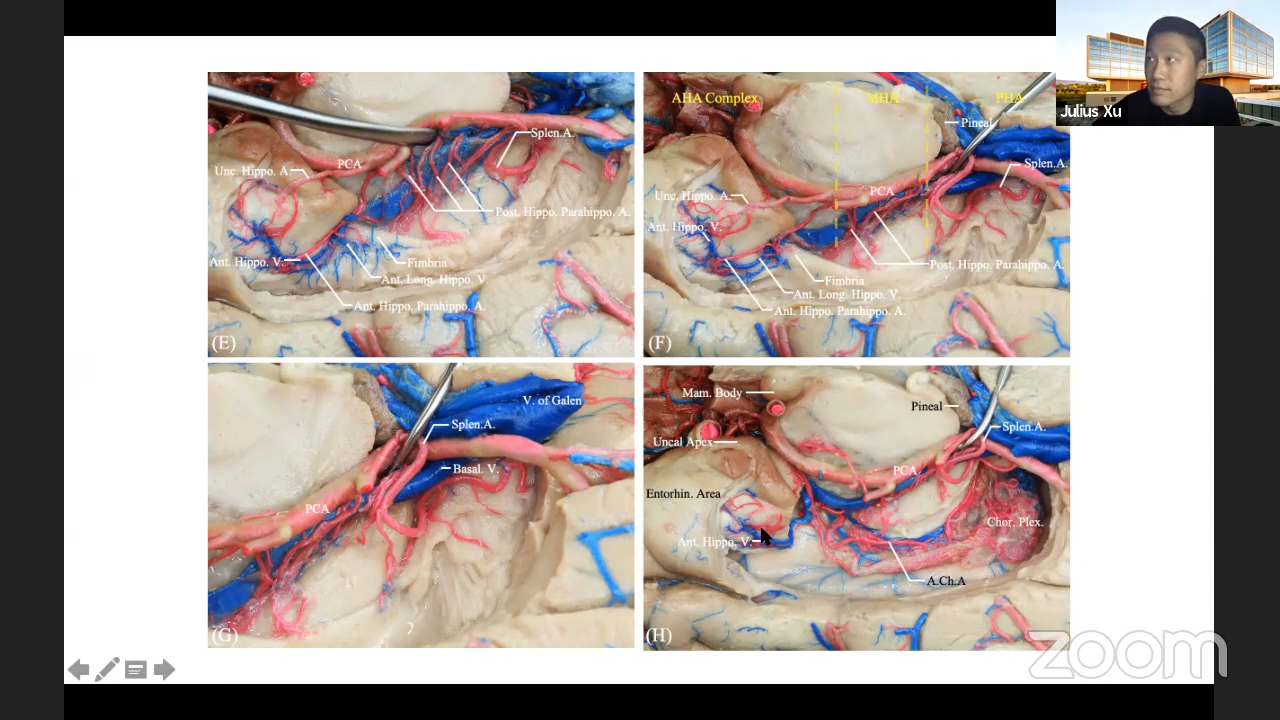 Julius Xu
Splen.A.
PCA
Unc. Hippo. A.
Post. Hippo. Parahippo. A.
Ant. Hippo. V.
Fimbria
Ant. Long. Hippo. V.
Ant. Hippo. Parahippo. A.
(E)
AHA Complex
MHA
PHA
Pineal
Splen.A.
PCA
Unc. Hippo. A.
Ant. Hippo. V.
Post. Hippo. Parahippo. A.
Fimbria
Ant. Long. Hippo. V.
Ant. Hippo. Parahippo. A.
(F)
V. of Galen
Splen.A.
Basal. V.
PCA
(G)
Mam. Body
Pineal
Splen.A.
Uncal Apex
PCA
Entorhin. Area
Chor. Plex.
Ant. Hippo. V.
A.Ch.A
(H)
zoom